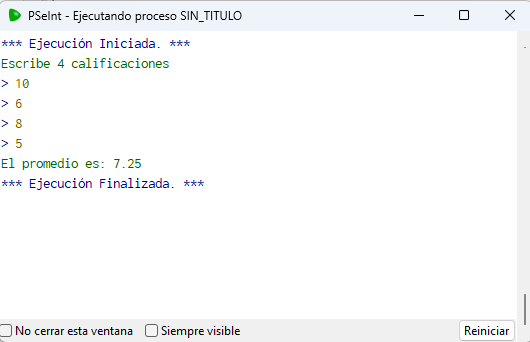 PSeInt - Ejecutando proceso SIN_TITULO
*** Ejecución Iniciada. ***
Escribe 4 calificaciones
> 10
> 6
> 8
> 5
El promedio es: 7.25
*** Ejecución Finalizada. ***
No cerrar esta ventana Siempre visible Reiniciar